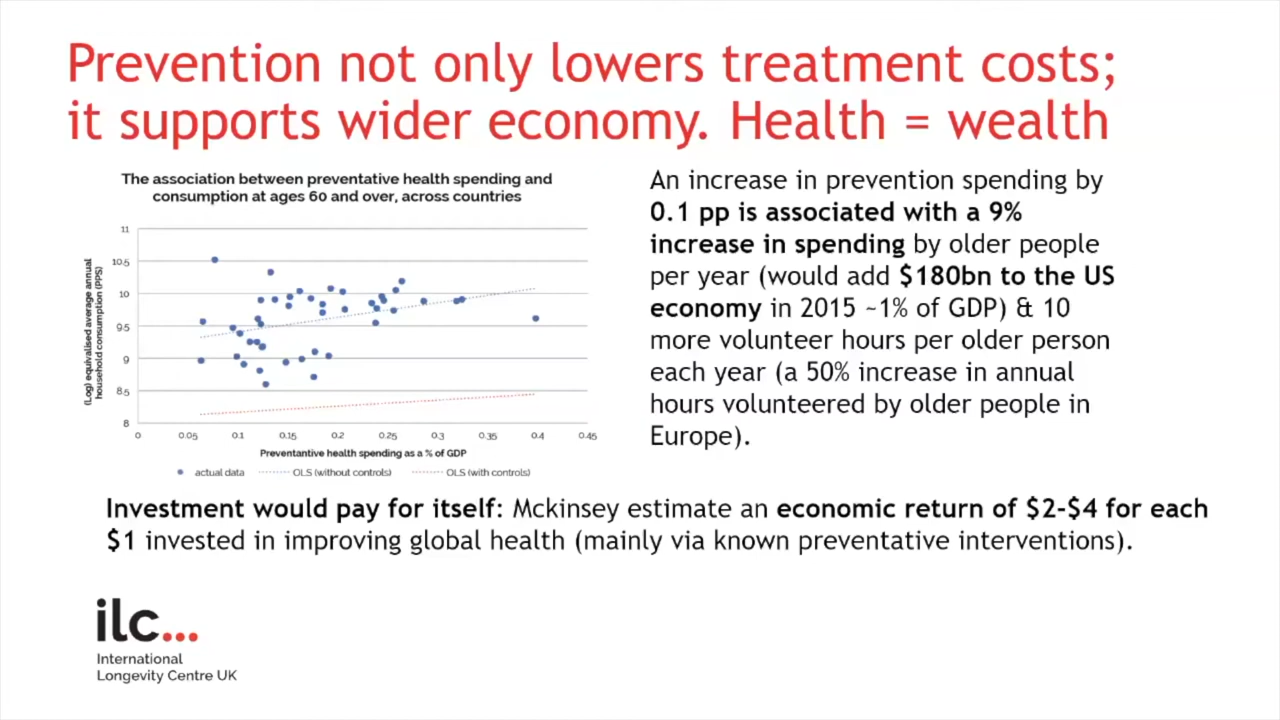 Prevention not only lowers treatment costs;
it supports wider economy. Health = wealth
The association between preventative health spending and
consumption at ages 60 and over, across countries
(Log) equivalised average annual
household consumption (PPS)
11
10.5
10
9.5
9
8.5
8
0 0.05 0.1 0.15 0.2 0.25 0.3 0.35 0.4 0.45
Preventantive health spending as a % of GDP
actual data OLS (without controls) OLS (with controls)
An increase in prevention spending by
0.1 pp is associated with a 9%
increase in spending by older people
per year (would add $180bn to the US
economy in 2015 ~1% of GDP) & 10
more volunteer hours per older person
each year (a 50% increase in annual
hours volunteered by older people in
Europe).
Investment would pay for itself: Mckinsey estimate an economic return of $2-$4 for each
$1 invested in improving global health (mainly via known preventative interventions).
ilc...
International
Longevity Centre UK